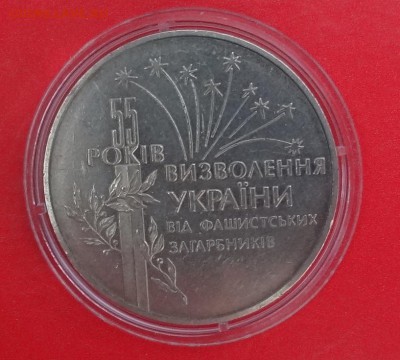 55
РОКІВ
ВИЗВОЛЕННЯ
УКРАЇНИ
ВІД ФАШИСТСЬКИХ
ЗАГАРБНИКІВ